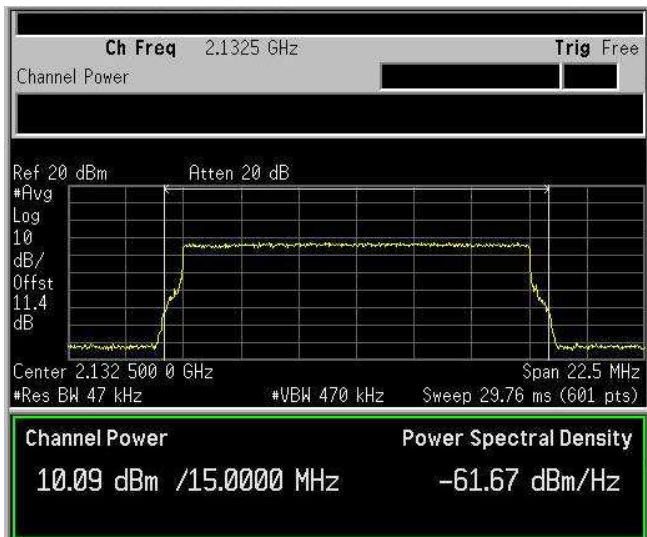 Ch Freq 2.1325 GHz Trig Free
Channel Power
Ref 20 dBm Atten 20 dB
#Avg
Log
10
dB/
Offst
11.4
dB
Center 2.132 500 0 GHz Span 22.5 MHz
#Res BW 47 kHz #VBW 470 kHz Sweep 29.76 ms (601 pts)
Channel Power Power Spectral Density
10.09 dBm /15.0000 MHz -61.67 dBm/Hz